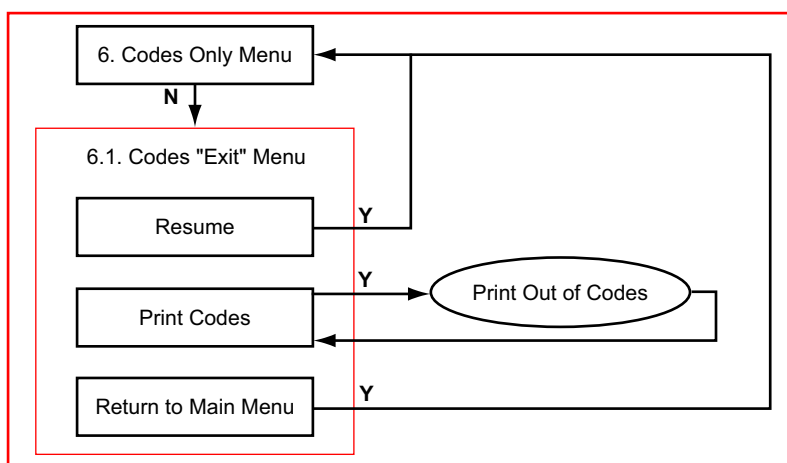 6. Codes Only Menu
N
6.1. Codes "Exit" Menu
Resume
Y
Print Codes
Y
Print Out of Codes
Return to Main Menu
Y